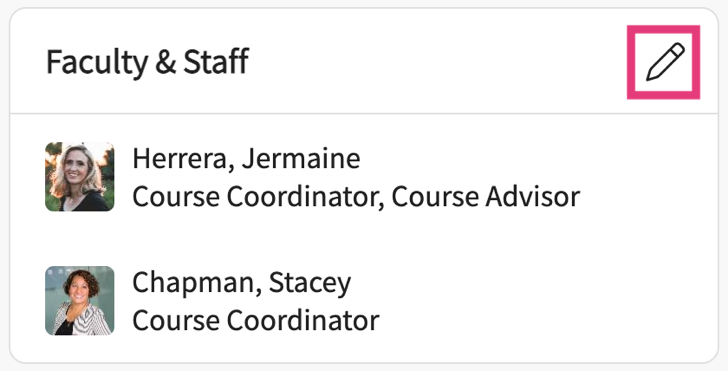 Faculty & Staff
Herrera, Jermaine
Course Coordinator, Course Advisor
Chapman, Stacey
Course Coordinator